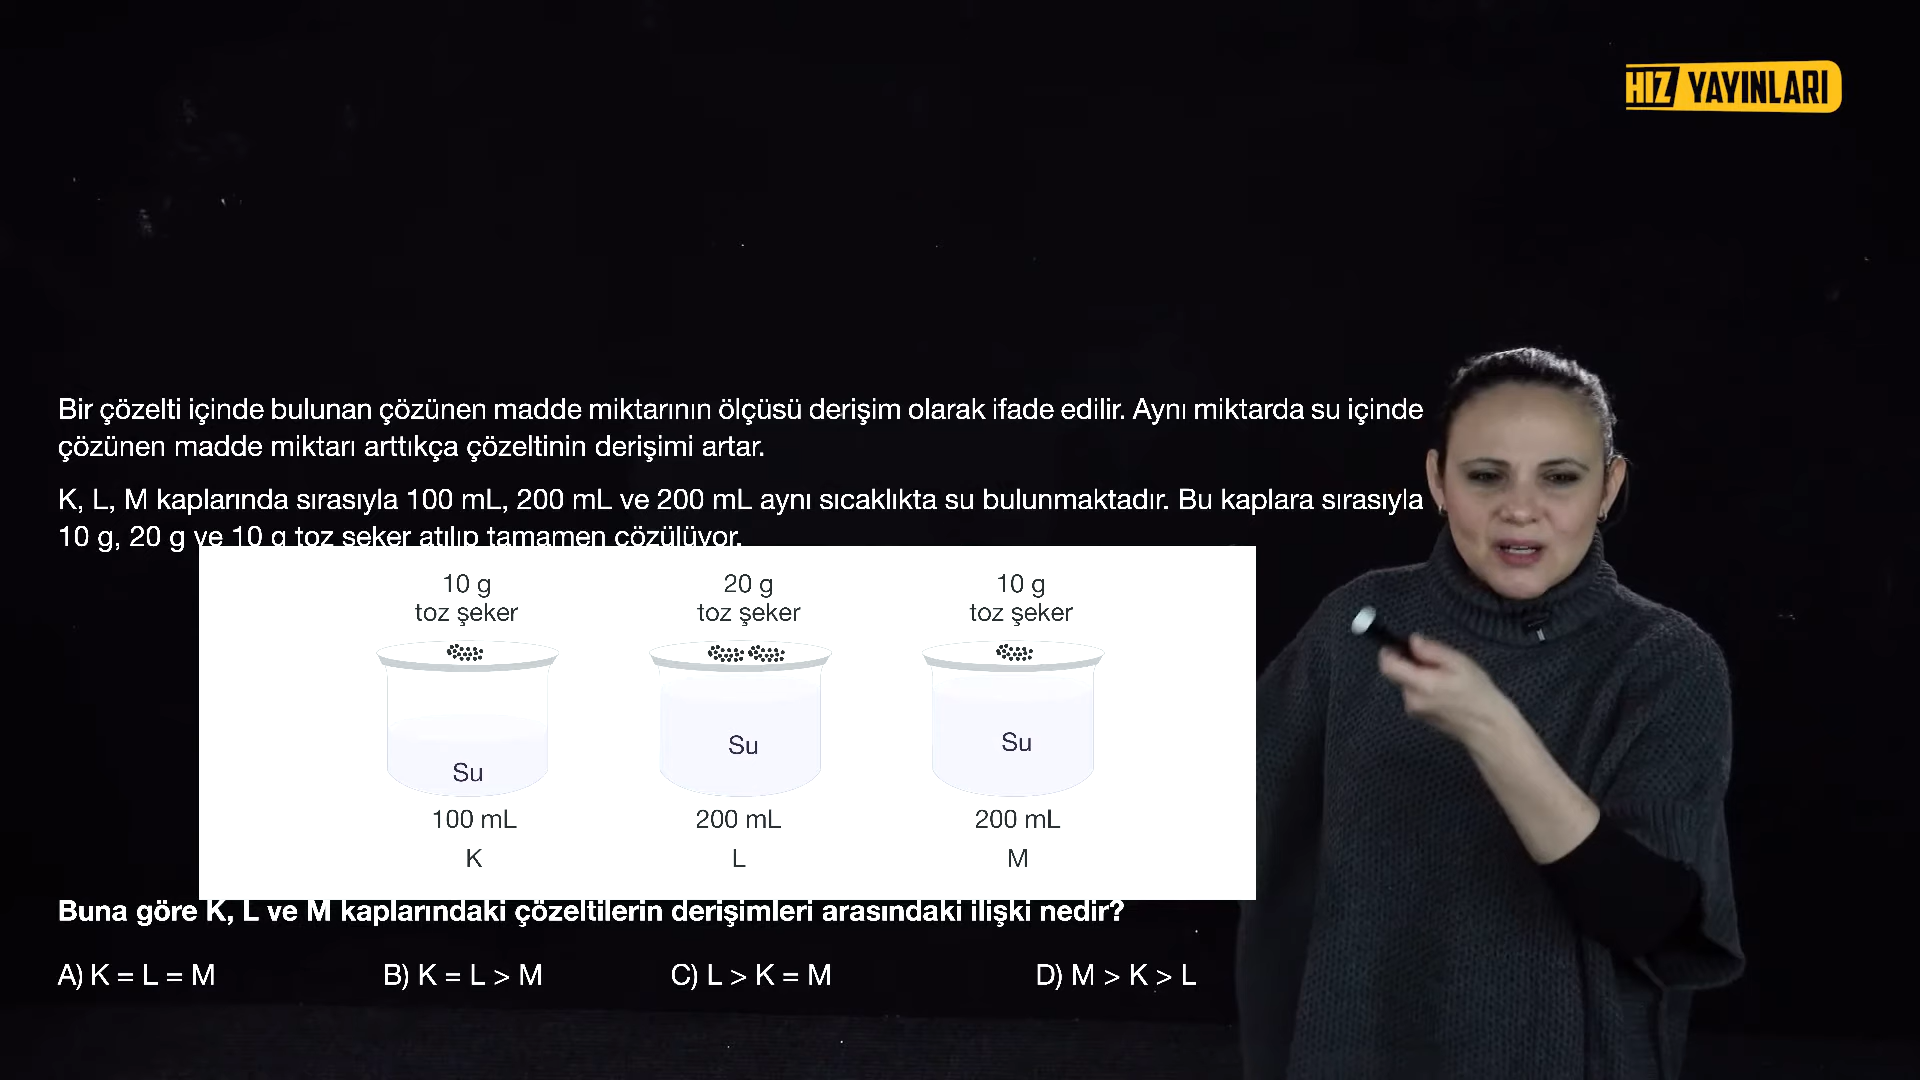 HIZ YAYINLARI
Bir çözelti içinde bulunan çözünen madde miktarının ölçüsü derişim olarak ifade edilir. Aynı miktarda su içinde
çözünen madde miktarı arttıkça çözeltinin derişimi artar.
K, L, M kaplarında sırasıyla 100 mL, 200 mL ve 200 mL aynı sıcaklıkta su bulunmaktadır. Bu kaplara sırasıyla
10 g, 20 g ve 10 g toz şeker atılıp tamamen çözülüyor.
10 g 20 g 10 g
toz şeker toz şeker toz şeker
Su Su Su
100 mL 200 mL 200 mL
K L M
Buna göre K, L ve M kaplarındaki çözeltilerin derişimleri arasındaki ilişki nedir?
A) K = L = M B) K = L > M C) L > K = M D) M > K > L